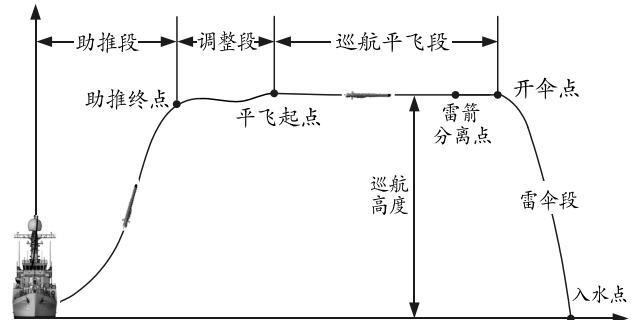 助推段
调整段
巡航平飞段
助推终点
平飞起点
雷箭
分离点
开伞点
巡航
高度
雷伞段
入水点